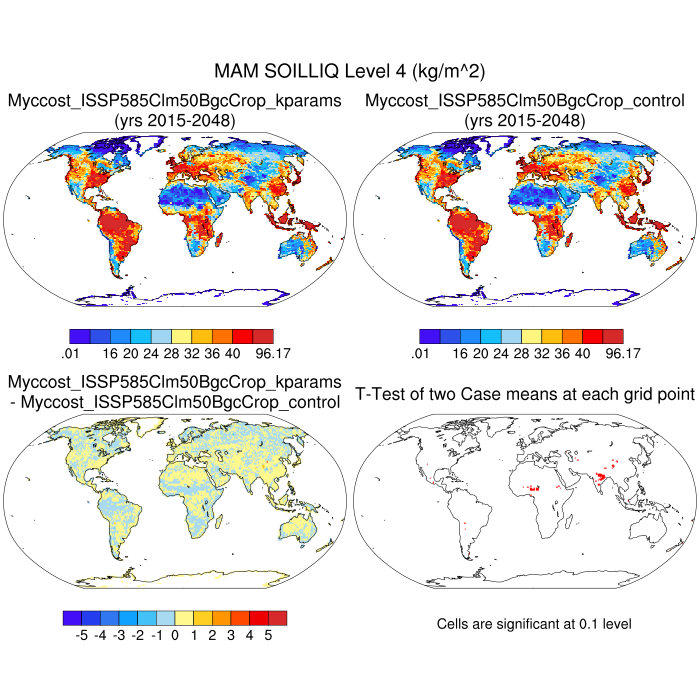 MAM SOILLIQ Level 4 (kg/m^2)
Myccost_ISSP585Clm50BgcCrop_kparams
(yrs 2015-2048)
Myccost_ISSP585Clm50BgcCrop_control
(yrs 2015-2048)
.01 16 20 24 28 32 36 40 96.17
.01 16 20 24 28 32 36 40 96.17
Myccost_ISSP585Clm50BgcCrop_kparams
- Myccost_ISSP585Clm50BgcCrop_control
T-Test of two Case means at each grid point
-5 -4 -3 -2 -1 0 1 2 3 4 5
Cells are significant at 0.1 level